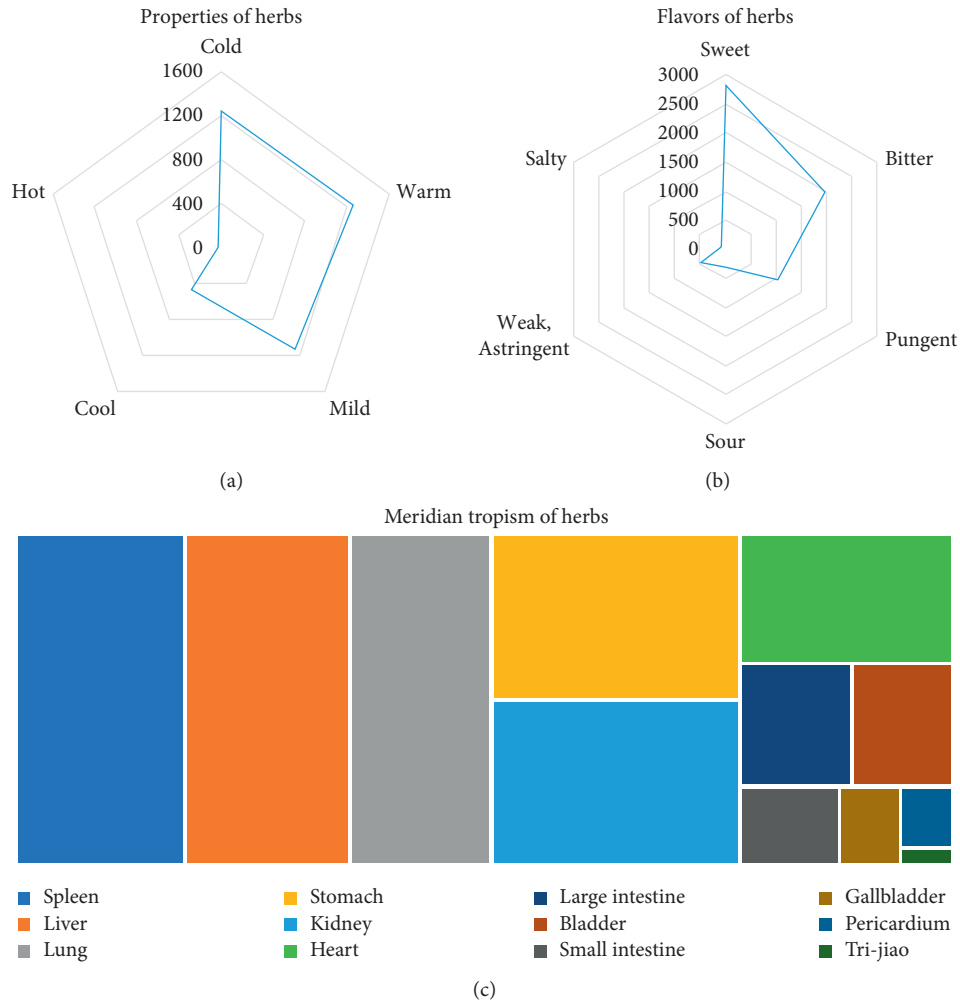 Properties of herbs
Cold
1600
1200
800
400
0
Hot
Warm
Cool
Mild
(a)
Flavors of herbs
Sweet
3000
2500
2000
1500
1000
500
0
Salty
Bitter
Weak,
Astringent
Pungent
Sour
(b)
Meridian tropism of herbs
Spleen
Liver
Lung
Stomach
Kidney
Heart
Large intestine
Bladder
Small intestine
Gallbladder
Pericardium
Tri-jiao
(c)